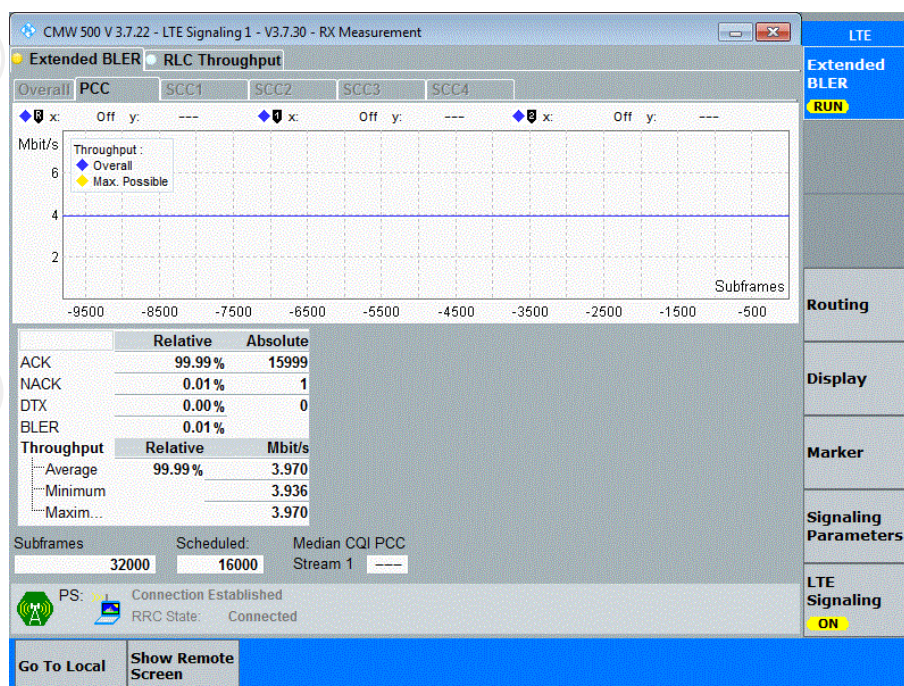 CMW 500 V 3.7.22 - LTE Signaling 1 - V3.7.30 - RX Measurement
LTE
Extended BLER RLC Throughput
Extended
BLER
RUN
Overall PCC SCC1 SCC2 SCC3 SCC4
R x: Off y: --- 1 x: Off y: --- 2 x: Off y: ---
Mbit/s
Throughput :
Overall
Max. Possible
6
4
2
Subframes
-9500 -8500 -7500 -6500 -5500 -4500 -3500 -2500 -1500 -500
Routing
Relative Absolute
ACK 99.99 % 15999
NACK 0.01 % 1
DTX 0.00 % 0
BLER 0.01 %
Display
Throughput Relative Mbit/s
Average 99.99 % 3.970
Minimum 3.936
Maxim... 3.970
Marker
Subframes Scheduled: Median CQI PCC
32000 16000 Stream 1 ---
Signaling
Parameters
PS: Connection Established
RRC State: Connected
LTE
Signaling
ON
Go To Local
Show Remote
Screen